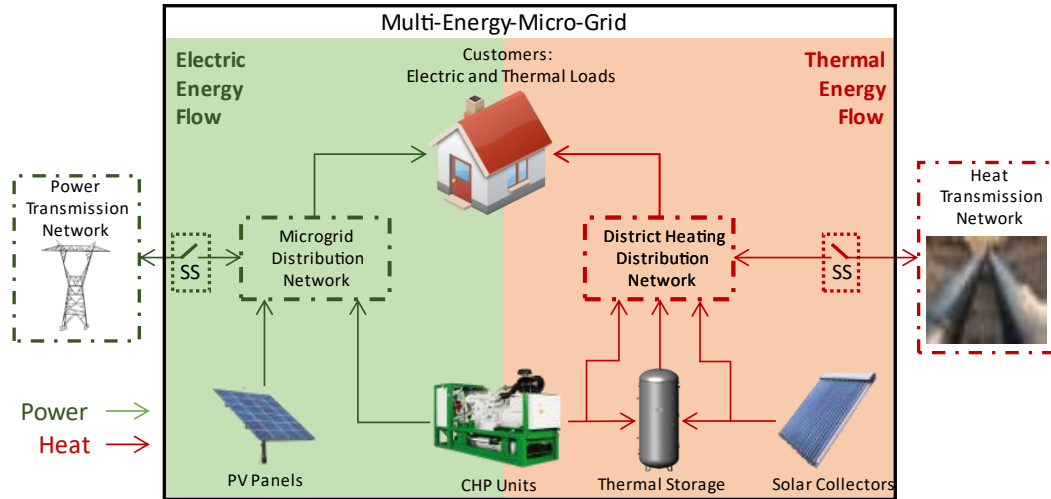 Multi-Energy-Micro-Grid
Electric
Energy
Flow
Customers:
Electric and Thermal Loads
Thermal
Energy
Flow
Power
Transmission
Network
SS
Microgrid
Distribution
Network
District Heating
Distribution
Network
SS
Heat
Transmission
Network
Power
Heat
PV Panels
CHP Units
Thermal Storage
Solar Collectors